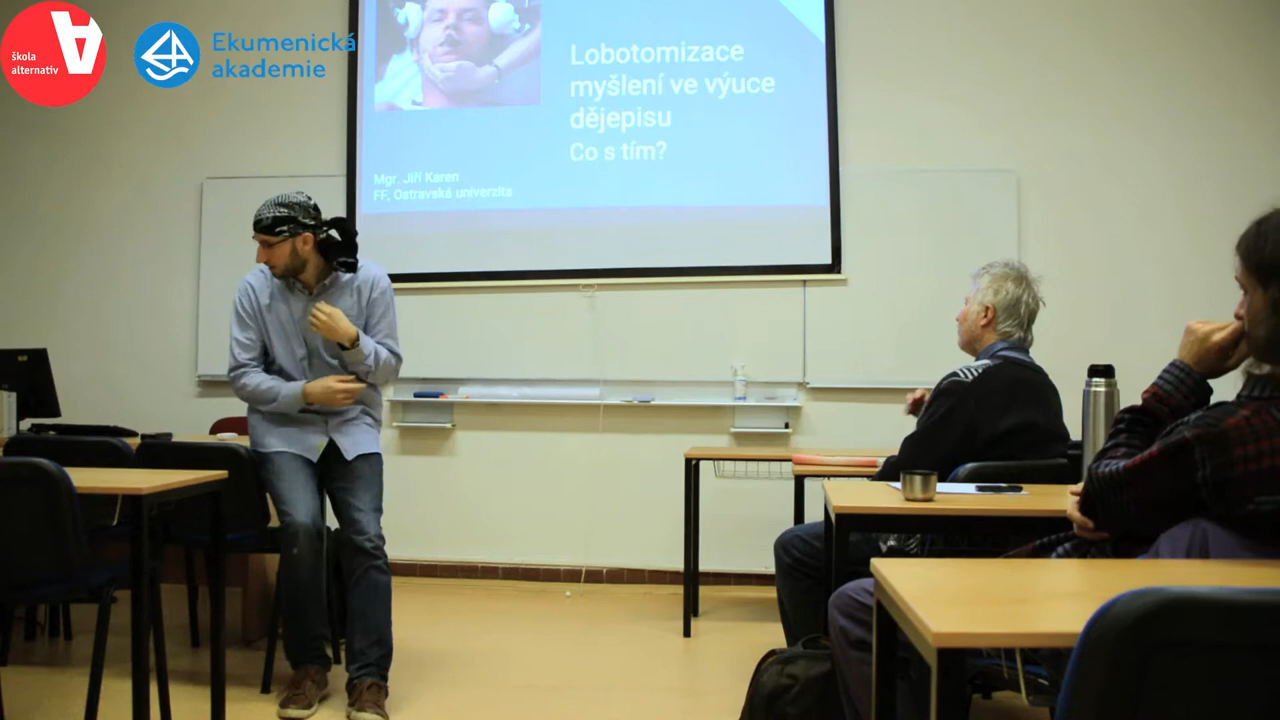 škola
alternativ
Ekumenická
akademie
Lobotomizace
myšlení ve výuce
dějepisu
Co s tím?
Mgr. Jiří Karen
FF, Ostravská univerzita